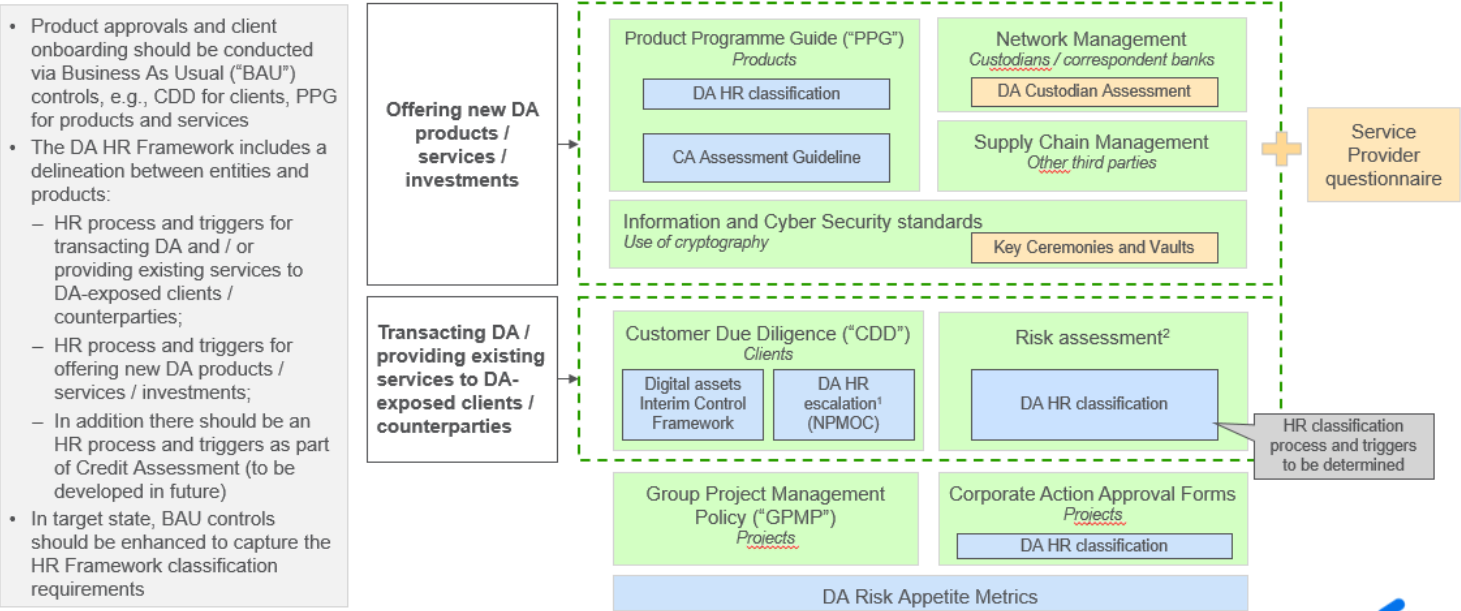 • Product approvals and client
onboarding should be conducted
via Business As Usual (“BAU”)
controls, e.g., CDD for clients, PPG
for products and services
• The DA HR Framework includes a
delineation between entities and
products:
– HR process and triggers for
transacting DA and / or
providing existing services to
DA-exposed clients /
counterparties;
– HR process and triggers for
offering new DA products /
services / investments;
– In addition there should be an
HR process and triggers as part
of Credit Assessment (to be
developed in future)
• In target state, BAU controls
should be enhanced to capture the
HR Framework classification
requirements
Offering new DA
products /
services /
investments
Product Programme Guide (“PPG”)
Products
DA HR classification
CA Assessment Guideline
Network Management
Custodians / correspondent banks
DA Custodian Assessment
Supply Chain Management
Other third parties
Information and Cyber Security standards
Use of cryptography
Key Ceremonies and Vaults
Service
Provider
questionnaire
Transacting DA /
providing existing
services to DA-
exposed clients /
counterparties
Customer Due Diligence (“CDD”)
Clients
Digital assets
Interim Control
Framework
DA HR
escalation¹
(NPMOC)
Risk assessment²
DA HR classification
HR classification
process and triggers
to be determined
Group Project Management
Policy (“GPMP”)
Projects
Corporate Action Approval Forms
Projects
DA HR classification
DA Risk Appetite Metrics